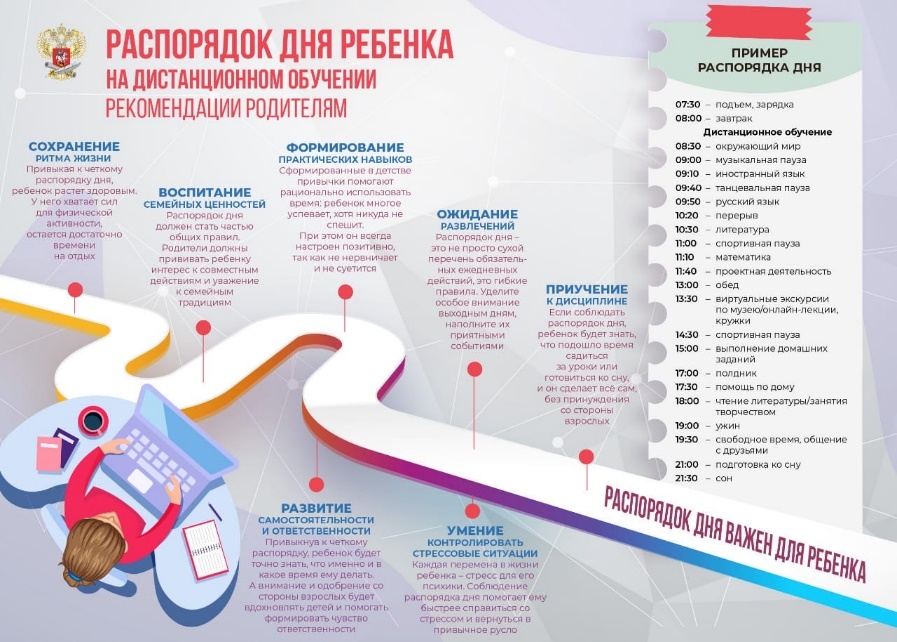 РАСПОРЯДОК ДНЯ РЕБЕНКА
НА ДИСТАНЦИОННОМ ОБУЧЕНИИ
РЕКОМЕНДАЦИИ РОДИТЕЛЯМ
СОХРАНЕНИЕ
РИТМА ЖИЗНИ
Привыкая к четкому
распорядку дня,
ребенок растет здоровым.
У него хватает сил
для физической
активности,
остается достаточно
времени
на отдых
ВОСПИТАНИЕ
СЕМЕЙНЫХ ЦЕННОСТЕЙ
Распорядок дня
должен стать частью
общих правил.
Родители должны
прививать ребенку
интерес к совместным
действиям и уважение
к семейным
традициям
ФОРМИРОВАНИЕ
ПРАКТИЧЕСКИХ НАВЫКОВ
Сформированные в детстве
привычки помогают
рационально использовать
время: ребенок многое
успевает, хотя никуда не
спешит.
При этом он всегда
настроен позитивно,
так как не нервничает
и не суетится
ОЖИДАНИЕ
РАЗВЛЕЧЕНИЙ
Распорядок дня –
это не просто сухой
перечень обязатель-
ных ежедневных
действий, это гибкие
правила. Уделите
особое внимание
выходным дням,
наполните их
приятными
событиями
ПРИУЧЕНИЕ
К ДИСЦИПЛИНЕ
Если соблюдать
распорядок дня,
ребенок будет знать,
что подошло время
садиться
за уроки или
готовиться ко сну,
и он сделает всё сам,
без принуждения
со стороны
взрослых
РАЗВИТИЕ
САМОСТОЯТЕЛЬНОСТИ
И ОТВЕТСТВЕННОСТИ
Привыкнув к четкому
распорядку, ребенок будет
точно знать, что именно и в
какое время ему делать.
А внимание и одобрение со
стороны взрослых будет
вдохновлять детей и помогать
формировать чувство
ответственности
УМЕНИЕ
КОНТРОЛИРОВАТЬ
СТРЕССОВЫЕ СИТУАЦИИ
Каждая перемена в жизни
ребенка – стресс для его
психики. Соблюдение
распорядка дня помогает ему
быстрее справиться со
стрессом и вернуться в
привычное русло
РАСПОРЯДОК ДНЯ ВАЖЕН ДЛЯ РЕБЕНКА
ПРИМЕР
РАСПОРЯДКА ДНЯ
07:30 – подъем, зарядка
08:00 – завтрак
Дистанционное обучение
08:30 – окружающий мир
09:00 – музыкальная пауза
09:10 – иностранный язык
09:40 – танцевальная пауза
09:50 – русский язык
10:20 – перерыв
10:30 – литература
11:00 – спортивная пауза
11:10 – математика
11:40 – проектная деятельность
13:00 – обед
13:30 – виртуальные экскурсии
по музею/онлайн-лекции,
кружки
14:30 – спортивная пауза
15:00 – выполнение домашних
заданий
17:00 – полдник
17:30 – помощь по дому
18:00 – чтение литературы/занятия
творчеством
19:00 – ужин
19:30 – свободное время, общение
с друзьями
21:00 – подготовка ко сну
21:30 – сон